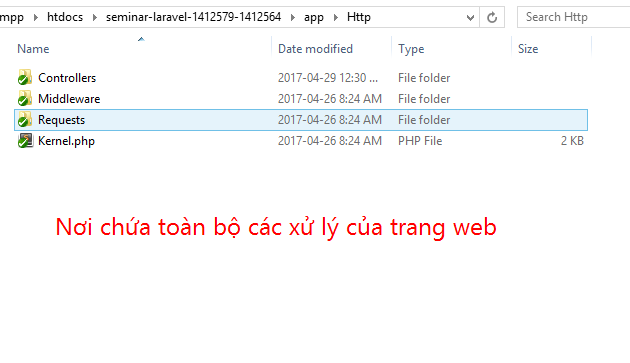 mpp › htdocs › seminar-laravel-1412579-1412564 › app › Http Search Http
Name Date modified Type Size
Controllers 2017-04-29 12:30 ... File folder
Middleware 2017-04-26 8:24 AM File folder
Requests 2017-04-26 8:24 AM File folder
Kernel.php 2017-04-26 8:24 AM PHP File 2 KB
Nơi chứa toàn bộ các xử lý của trang web